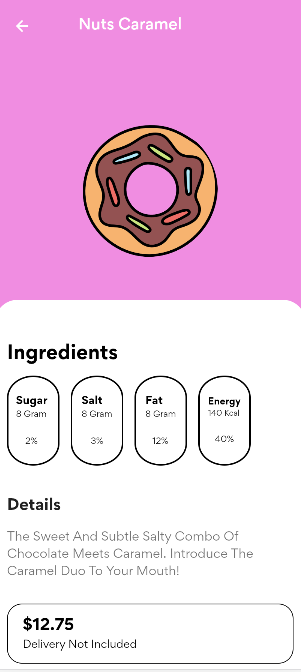 Nuts Caramel
Ingredients
Sugar
8 Gram
2%
Salt
8 Gram
3%
Fat
8 Gram
12%
Energy
140 Kcal
40%
Details
The Sweet And Subtle Salty Combo Of
Chocolate Meets Caramel. Introduce The
Caramel Duo To Your Mouth!
$12.75
Delivery Not Included